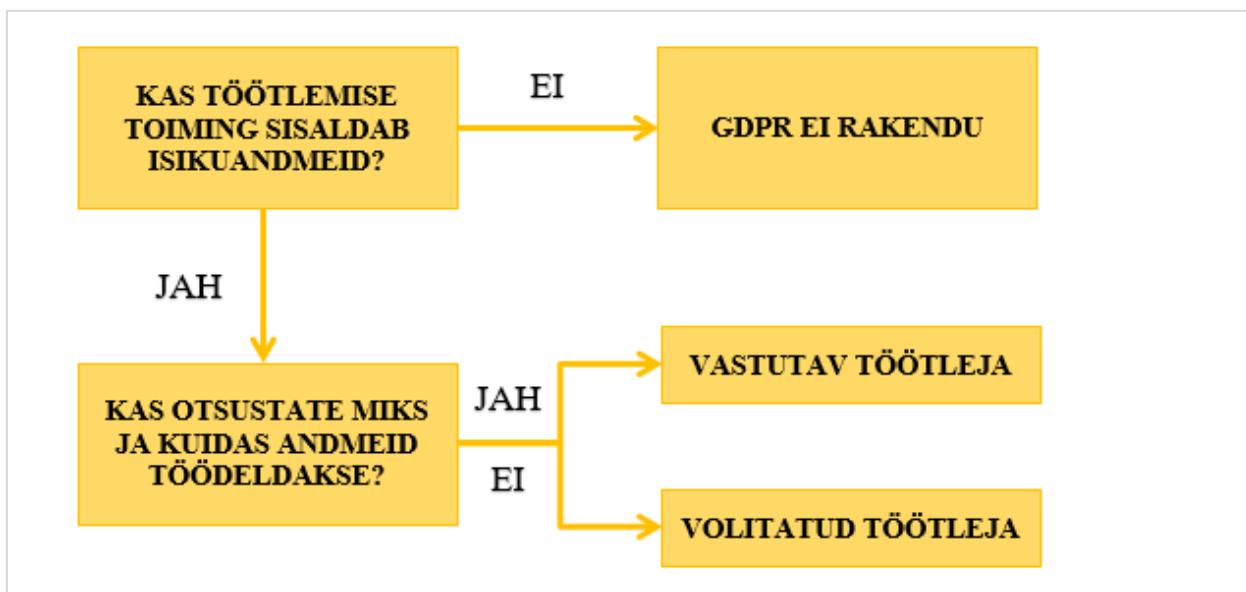 KAS TÖÖTLEMISE
TOIMING SISALDAB
ISIKUANDMEID?
EI
GDPR EI RAKENDU
JAH
KAS OTSUSTATE MIKS
JA KUIDAS ANDMEID
TÖÖDELDAKSE?
JAH
EI
VASTUTAV TÖÖTLEJA
VOLITATUD TÖÖTLEJA